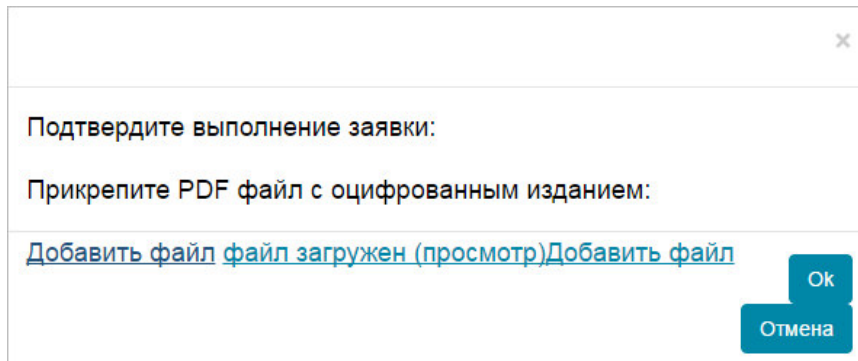 ×
Подтвердите выполнение заявки:
Прикрепите PDF файл с оцифрованным изданием:
Добавить файл файл загружен (просмотр)Добавить файл
Ok
Отмена